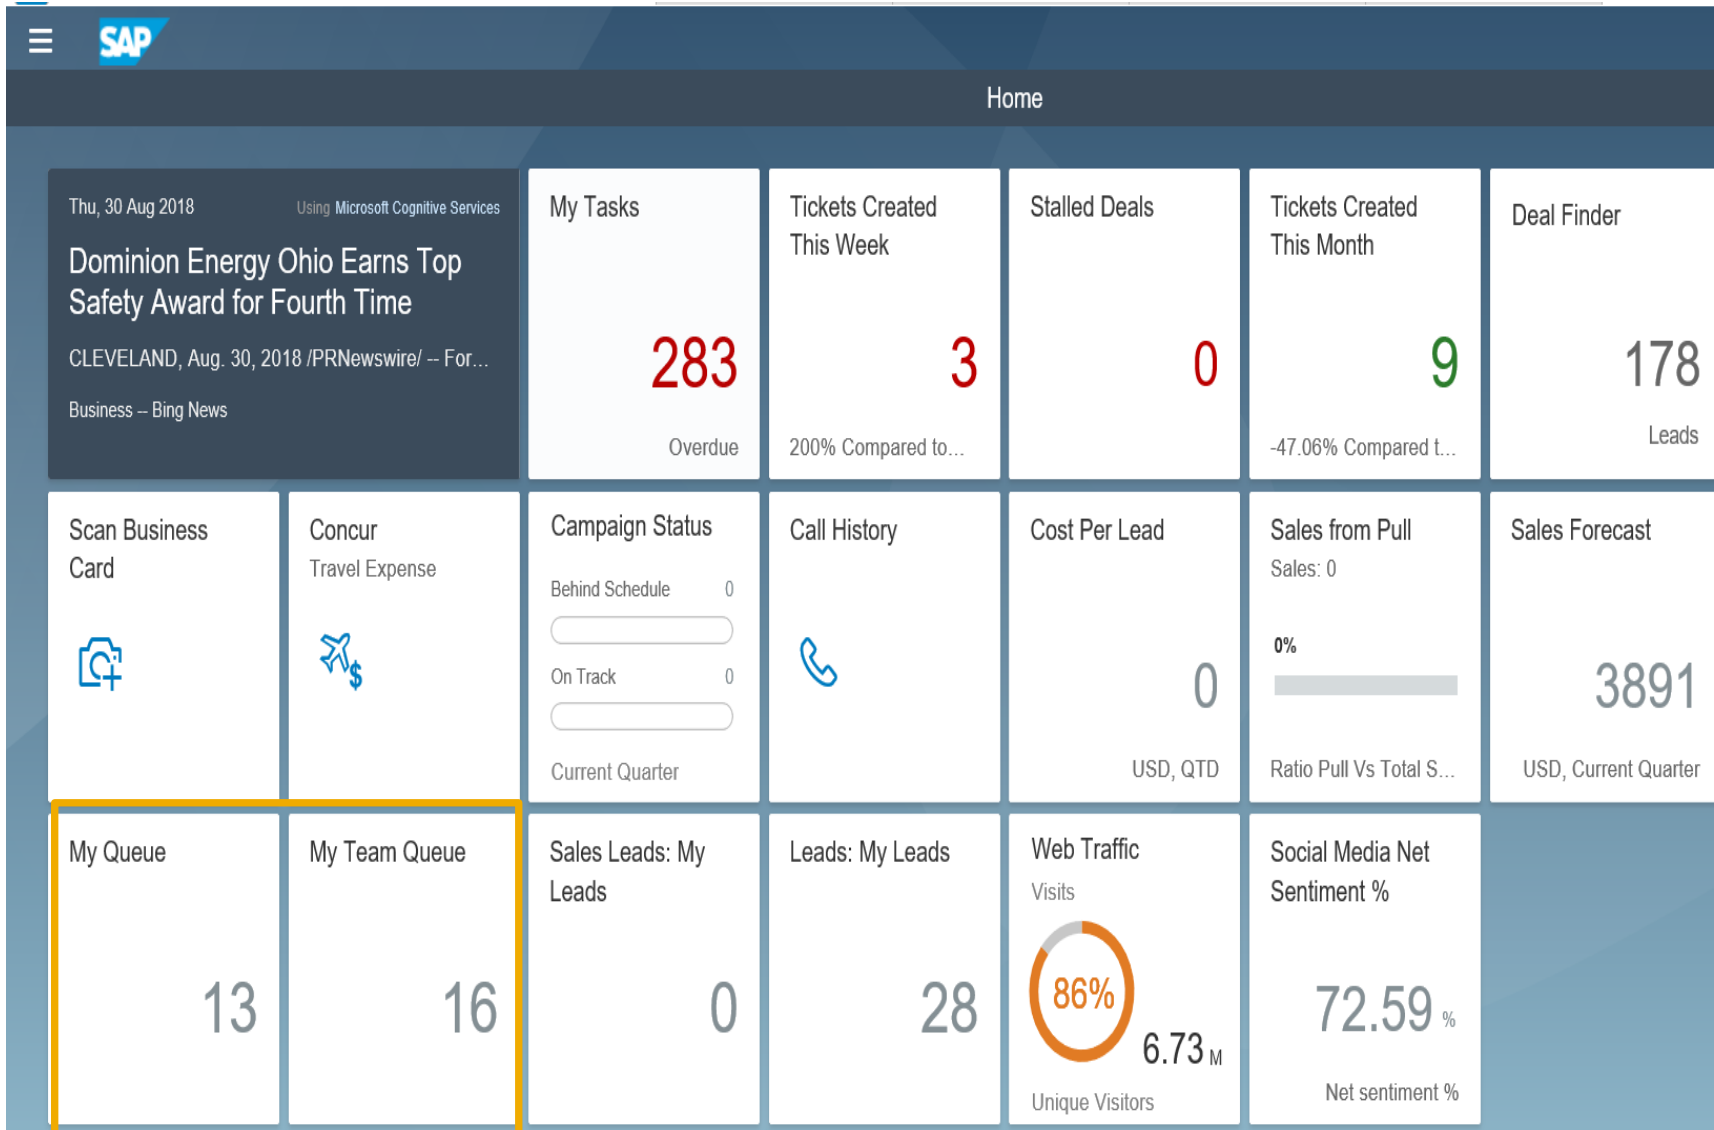 SAP
Home
Thu, 30 Aug 2018
Using Microsoft Cognitive Services
Dominion Energy Ohio Earns Top
Safety Award for Fourth Time
CLEVELAND, Aug. 30, 2018 /PRNewswire/ -- For...
Business -- Bing News
My Tasks
283
Overdue
Tickets Created
This Week
3
200% Compared to...
Stalled Deals
0
Tickets Created
This Month
9
-47.06% Compared t...
Deal Finder
178
Leads
Scan Business
Card
Concur
Travel Expense
$
Campaign Status
Behind Schedule 0
On Track 0
Current Quarter
Call History
Cost Per Lead
0
USD, QTD
Sales from Pull
Sales: 0
0%
Ratio Pull Vs Total S...
Sales Forecast
3891
USD, Current Quarter
My Queue
13
My Team Queue
16
Sales Leads: My
Leads
0
Leads: My Leads
28
Web Traffic
Visits
86%
6.73 M
Unique Visitors
Social Media Net
Sentiment %
72.59 %
Net sentiment %